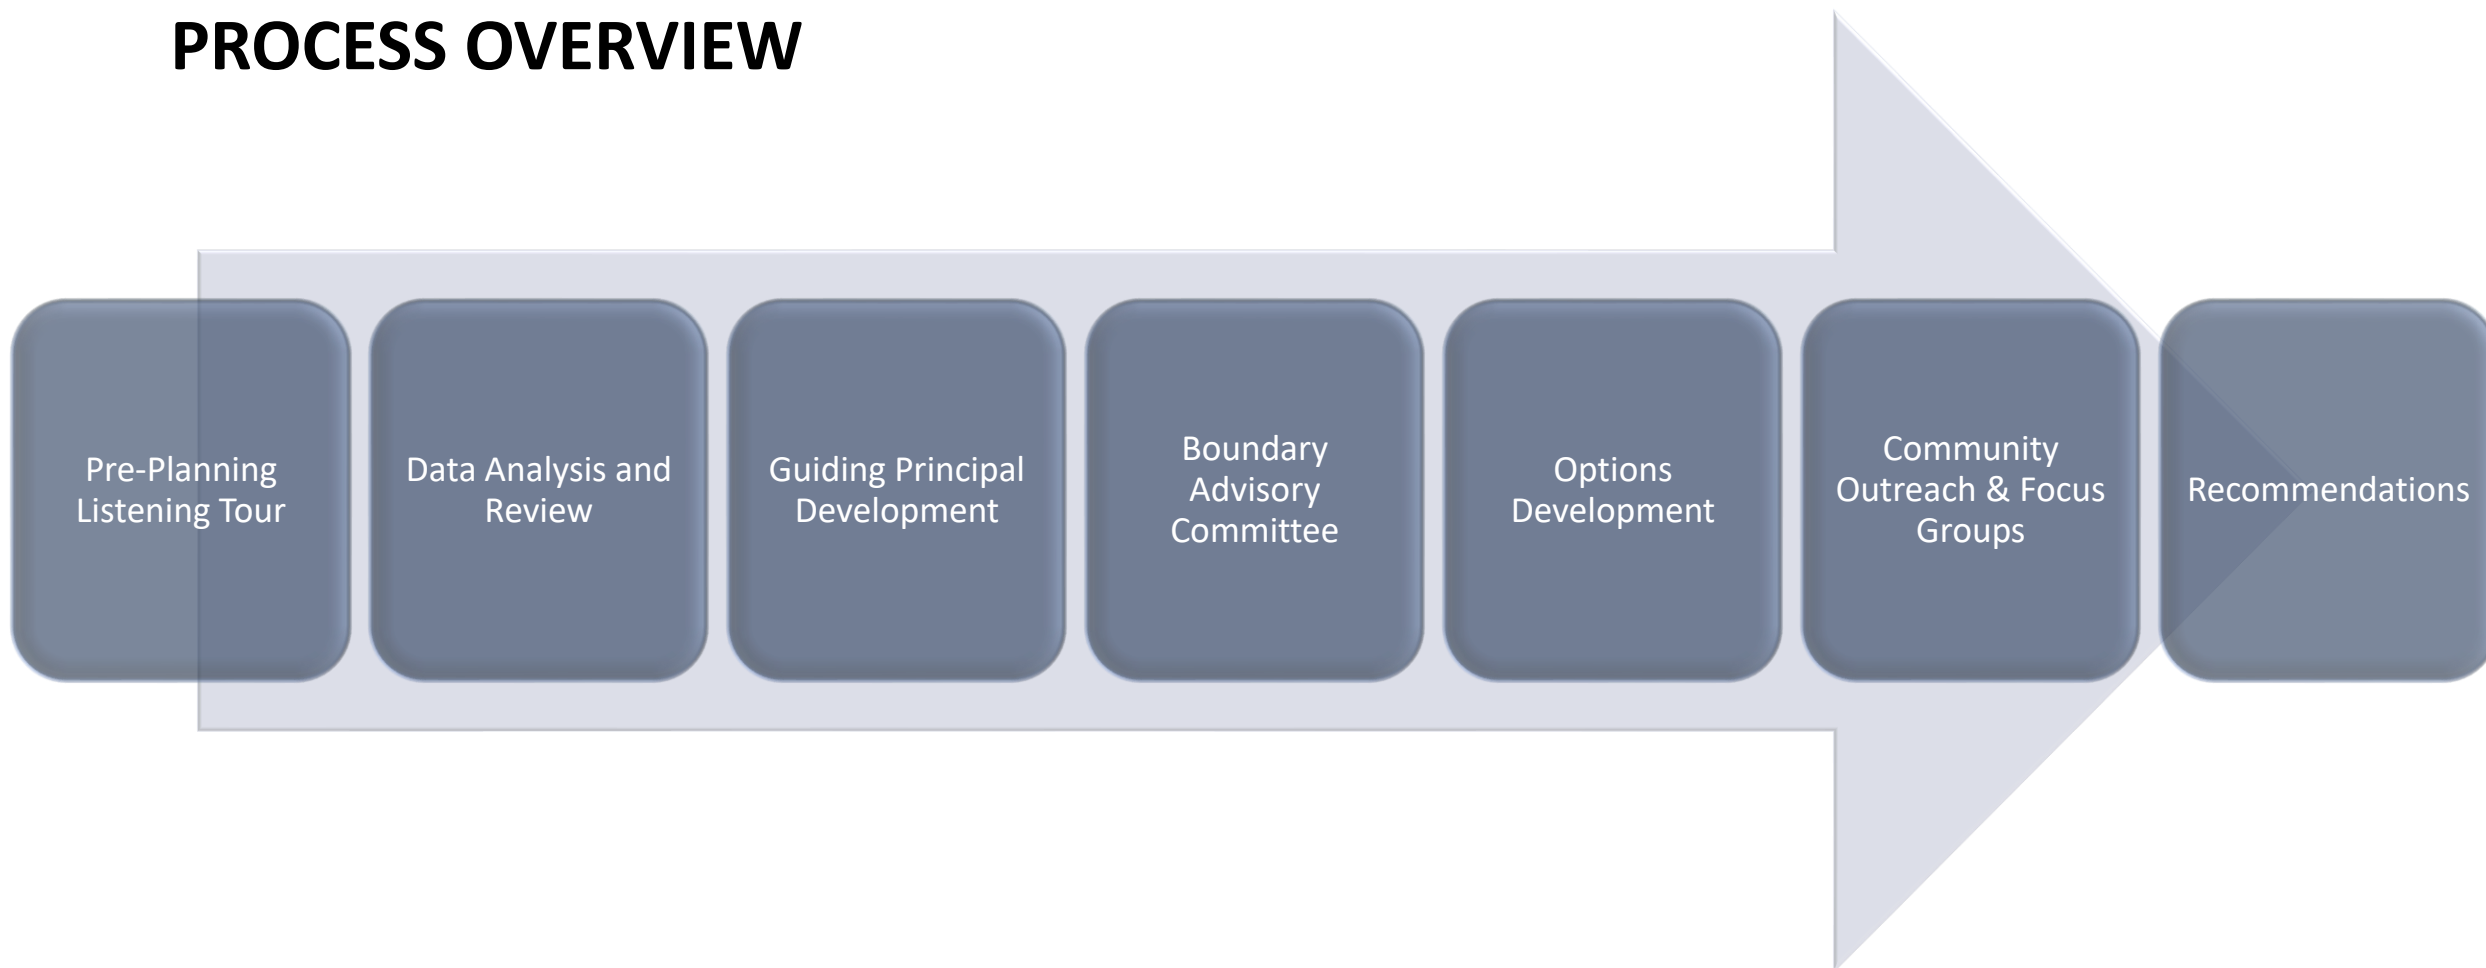 PROCESS OVERVIEW
Pre-Planning
Listening Tour
Data Analysis and
Review
Guiding Principal
Development
Boundary
Advisory
Committee
Options
Development
Community
Outreach & Focus
Groups
Recommendations